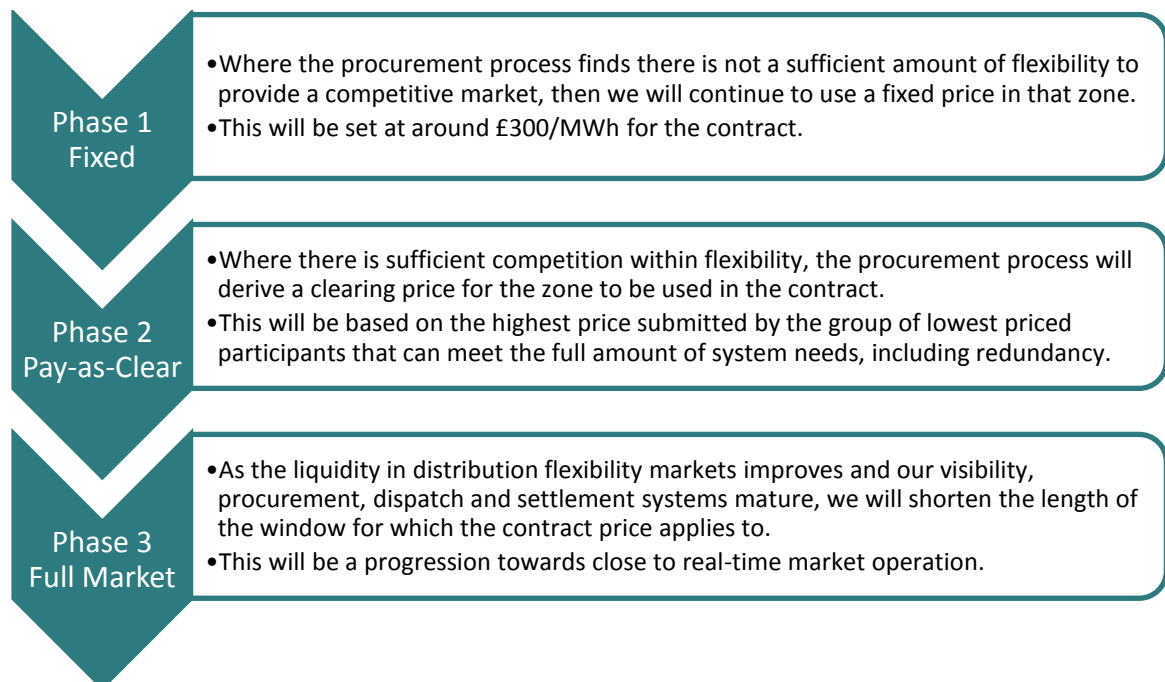 Phase 1
Fixed
•Where the procurement process finds there is not a sufficient amount of flexibility to
provide a competitive market, then we will continue to use a fixed price in that zone.
•This will be set at around £300/MWh for the contract.
Phase 2
Pay-as-Clear
•Where there is sufficient competition within flexibility, the procurement process will
derive a clearing price for the zone to be used in the contract.
•This will be based on the highest price submitted by the group of lowest priced
participants that can meet the full amount of system needs, including redundancy.
Phase 3
Full Market
•As the liquidity in distribution flexibility markets improves and our visibility,
procurement, dispatch and settlement systems mature, we will shorten the length of
the window for which the contract price applies to.
•This will be a progression towards close to real-time market operation.